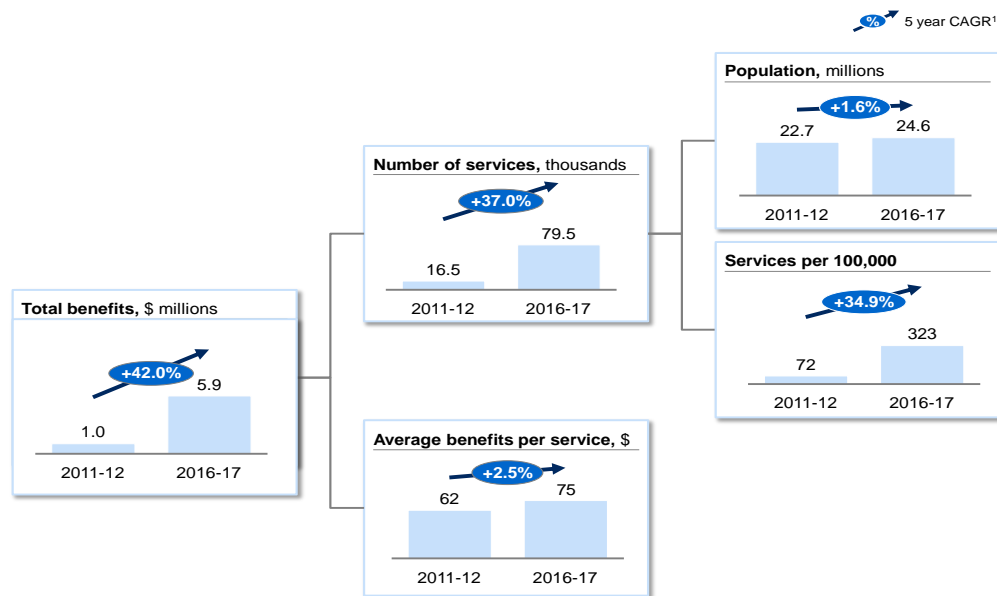 % 5 year CAGR¹
Population, millions
+1.6%
22.7 24.6
2011-12 2016-17
Number of services, thousands
+37.0%
16.5 79.5
2011-12 2016-17
Services per 100,000
+34.9%
72 323
2011-12 2016-17
Total benefits, $ millions
+42.0%
1.0 5.9
2011-12 2016-17
Average benefits per service, $
+2.5%
62 75
2011-12 2016-17